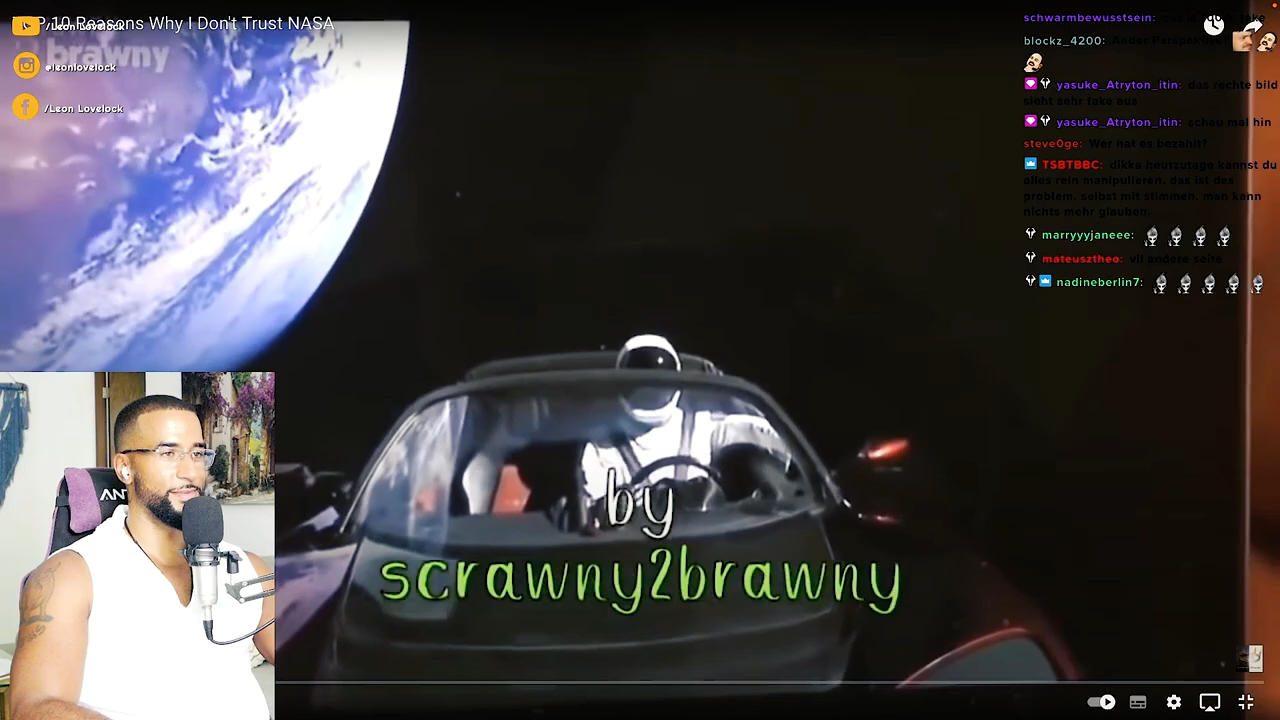 10 Reasons Why I Don't Trust NASA
/Leon Lovelock
brawny
@leonlovelock
/Leon Lovelock
schwarmbewusstsein:
blockz_4200: Ander Perspektive
yasuke_Atryton_itin: das rechte bild
sieht sehr fake aus
yasuke_Atryton_itin: schau mal hin
steve0ge: Wer hat es bezahlt?
TSBTBBC: dikka heutzutage kannst du
alles rein manipulieren. das ist das
problem. selbst mit stimmen. man kann
nichts mehr glauben.
marryyyjaneee:
mateusztheo: vll andere seite
nadineberlin7:
by
scrawny2brawny
AN